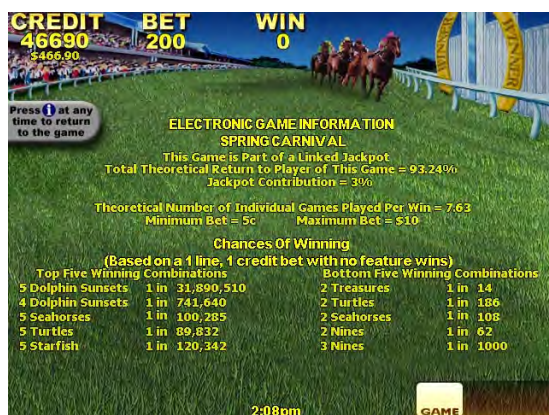 CREDIT BET WIN
46690 200 0
$466.90
WINNER WINNER
Press i at any
time to return
to the game
ELECTRONIC GAME INFORMATION
SPRING CARNIVAL
This Game is Part of a Linked Jackpot
Total Theoretical Return to Player of This Game = 93.24%
Jackpot Contribution = 3%
Theoretical Number of Individual Games Played Per Win = 7.63
Minimum Bet = 5c Maximum Bet = $10
Chances Of Winning
(Based on a 1 line, 1 credit bet with no feature wins)
Top Five Winning Combinations Bottom Five Winning Combinations
5 Dolphin Sunsets 1 in 31,890,510 2 Treasures 1 in 14
4 Dolphin Sunsets 1 in 741,640 2 Turtles 1 in 186
5 Seahorses 1 in 100,285 2 Seahorses 1 in 108
5 Turtles 1 in 89,832 2 Nines 1 in 62
5 Starfish 1 in 120,342 3 Nines 1 in 1000
2:08pm GAME